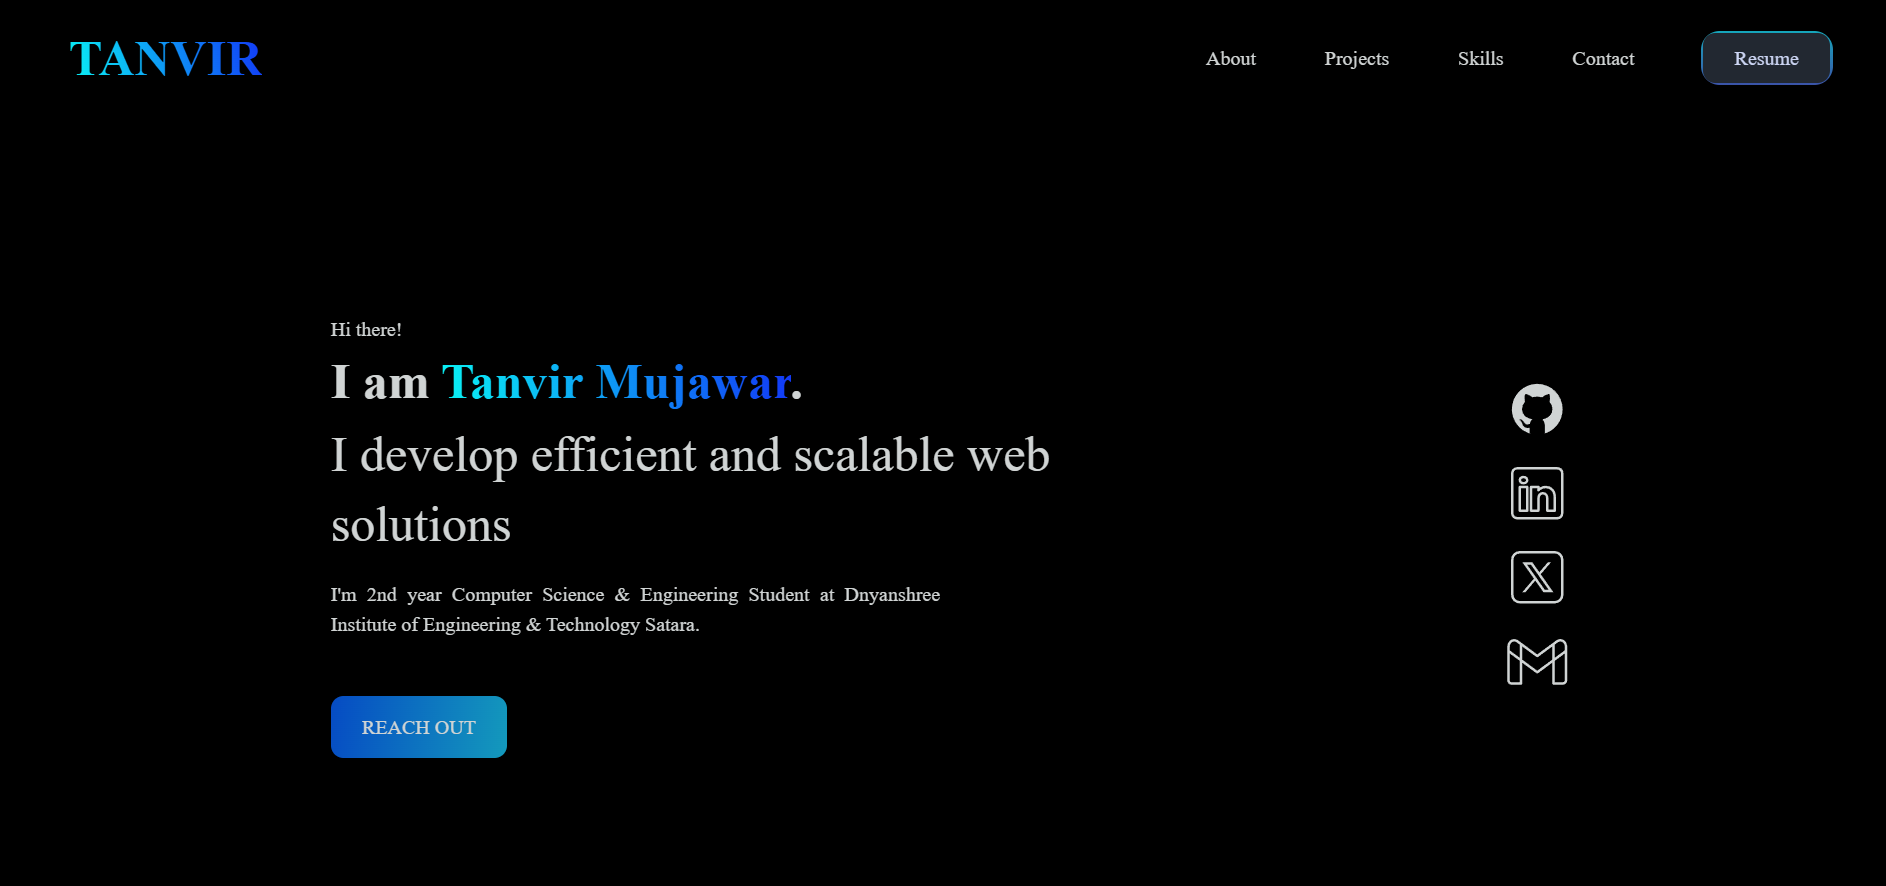 TANVIR
About
Projects
Skills
Contact
Resume
Hi there!
I am Tanvir Mujawar.
I develop efficient and scalable web
solutions
I'm 2nd year Computer Science & Engineering Student at Dnyanshree
Institute of Engineering & Technology Satara.
REACH OUT